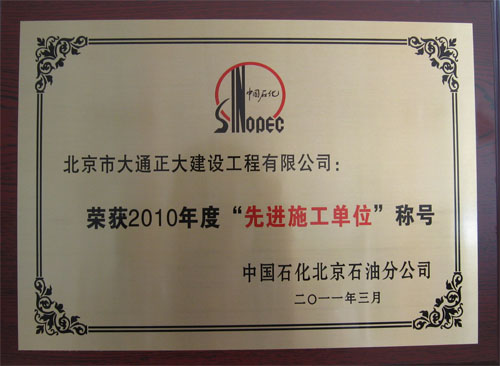 中国石化
SINOPEC
北京市大通正大建设工程有限公司：
荣获2010年度“先进施工单位”称号
中国石化北京石油分公司
二〇一一年三月